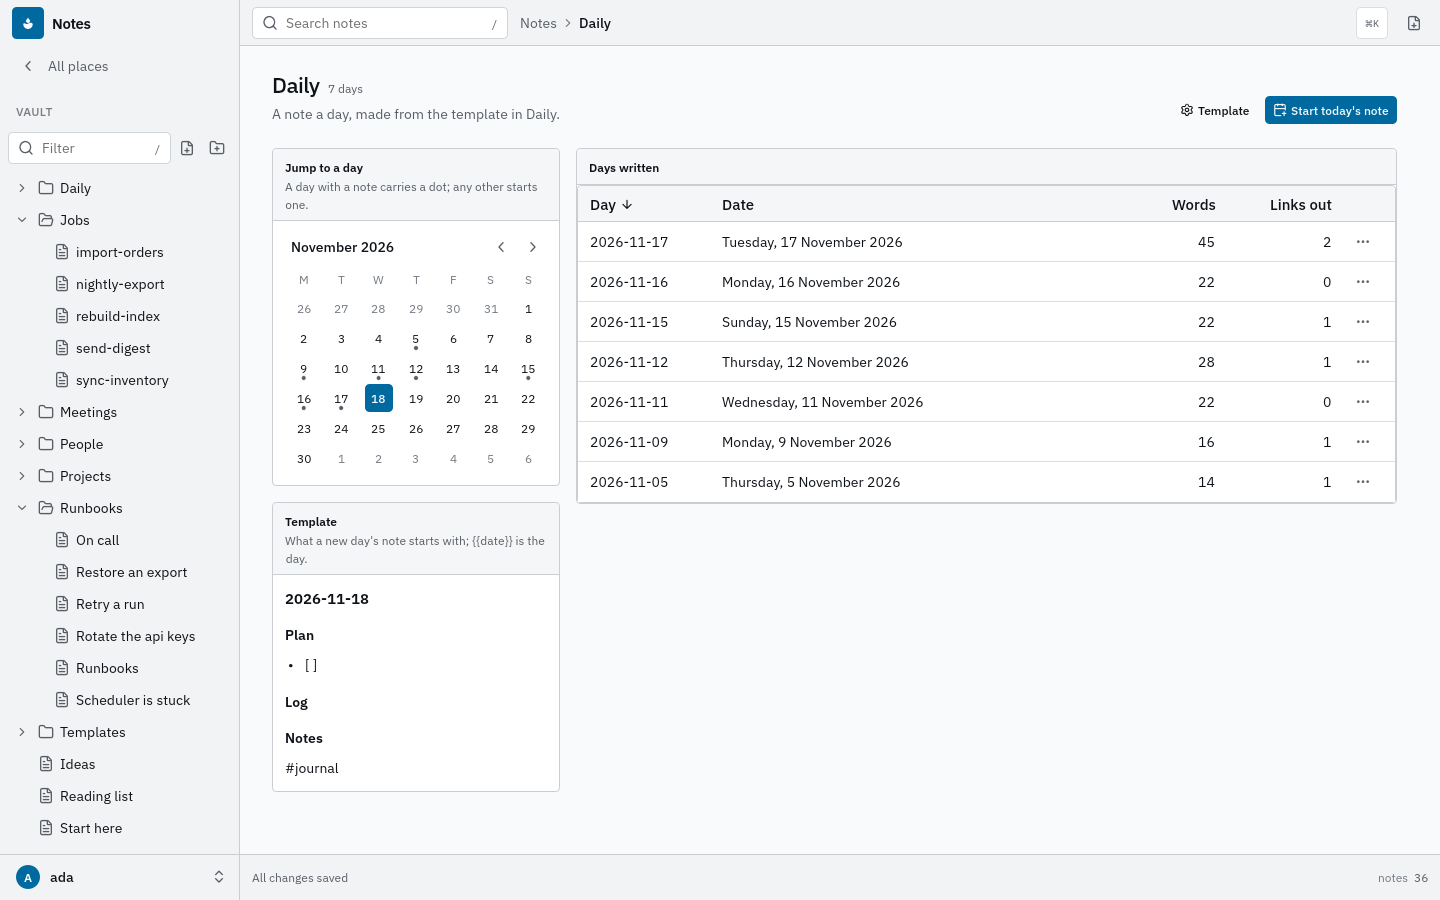 Notes
All places
VAULT
Filter /
Daily
Jobs
import-orders
nightly-export
rebuild-index
send-digest
sync-inventory
Meetings
People
Projects
Runbooks
On call
Restore an export
Retry a run
Rotate the api keys
Runbooks
Scheduler is stuck
Templates
Ideas
Reading list
Start here
A ada
Search notes /
Notes > Daily
⌘K
Daily 7 days
A note a day, made from the template in Daily.
Template
Start today's note
Jump to a day
A day with a note carries a dot; any other starts
one.
November 2026
M T W T F S S
26 27 28 29 30 31 1
2 3 4 5 6 7 8
9 10 11 12 13 14 15
16 17 18 19 20 21 22
23 24 25 26 27 28 29
30 1 2 3 4 5 6
Template
What a new day's note starts with; {{date}} is the
day.
2026-11-18
Plan
• [ ]
Log
Notes
#journal
Days written
Day ↓ Date Words Links out
2026-11-17 Tuesday, 17 November 2026 45 2 ···
2026-11-16 Monday, 16 November 2026 22 0 ···
2026-11-15 Sunday, 15 November 2026 22 1 ···
2026-11-12 Thursday, 12 November 2026 28 1 ···
2026-11-11 Wednesday, 11 November 2026 22 0 ···
2026-11-09 Monday, 9 November 2026 16 1 ···
2026-11-05 Thursday, 5 November 2026 14 1 ···
All changes saved
notes 36